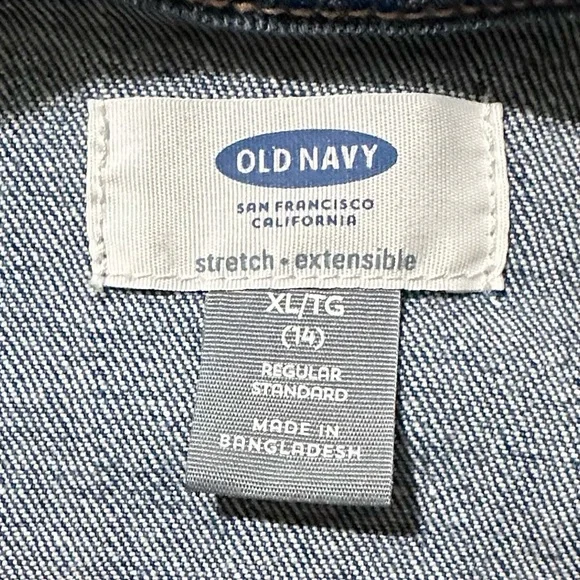 OLD NAVY
SAN FRANCISCO
CALIFORNIA
stretch • extensible
XL/TG
(14)
REGULAR
STANDARD
MADE IN
BANGLADESH